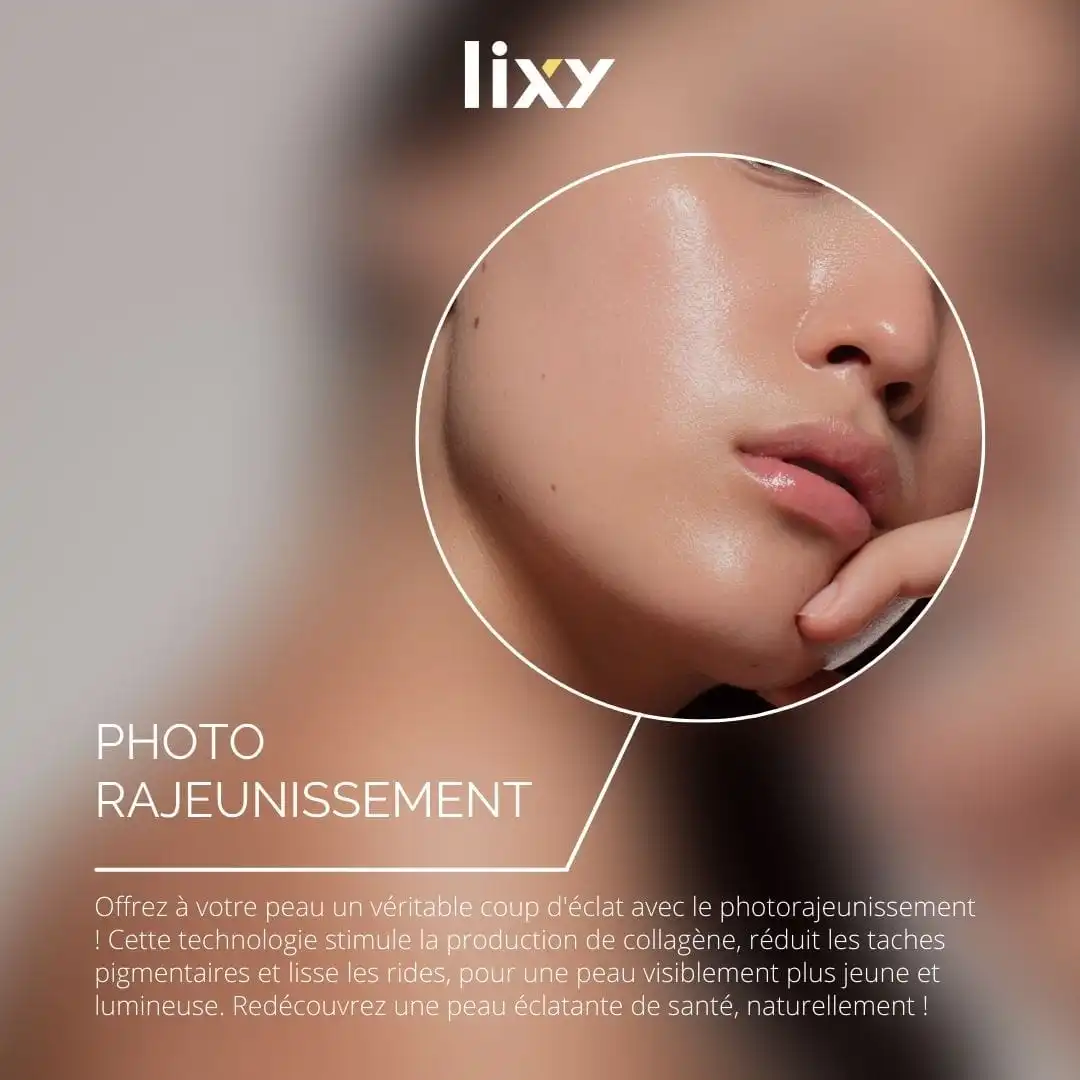 lixy
PHOTO
RAJEUNISSEMENT
Offrez à votre peau un véritable coup d'éclat avec le photorajeunissement
! Cette technologie stimule la production de collagène, réduit les taches
pigmentaires et lisse les rides, pour une peau visiblement plus jeune et
lumineuse. Redécouvrez une peau éclatante de santé, naturellement !